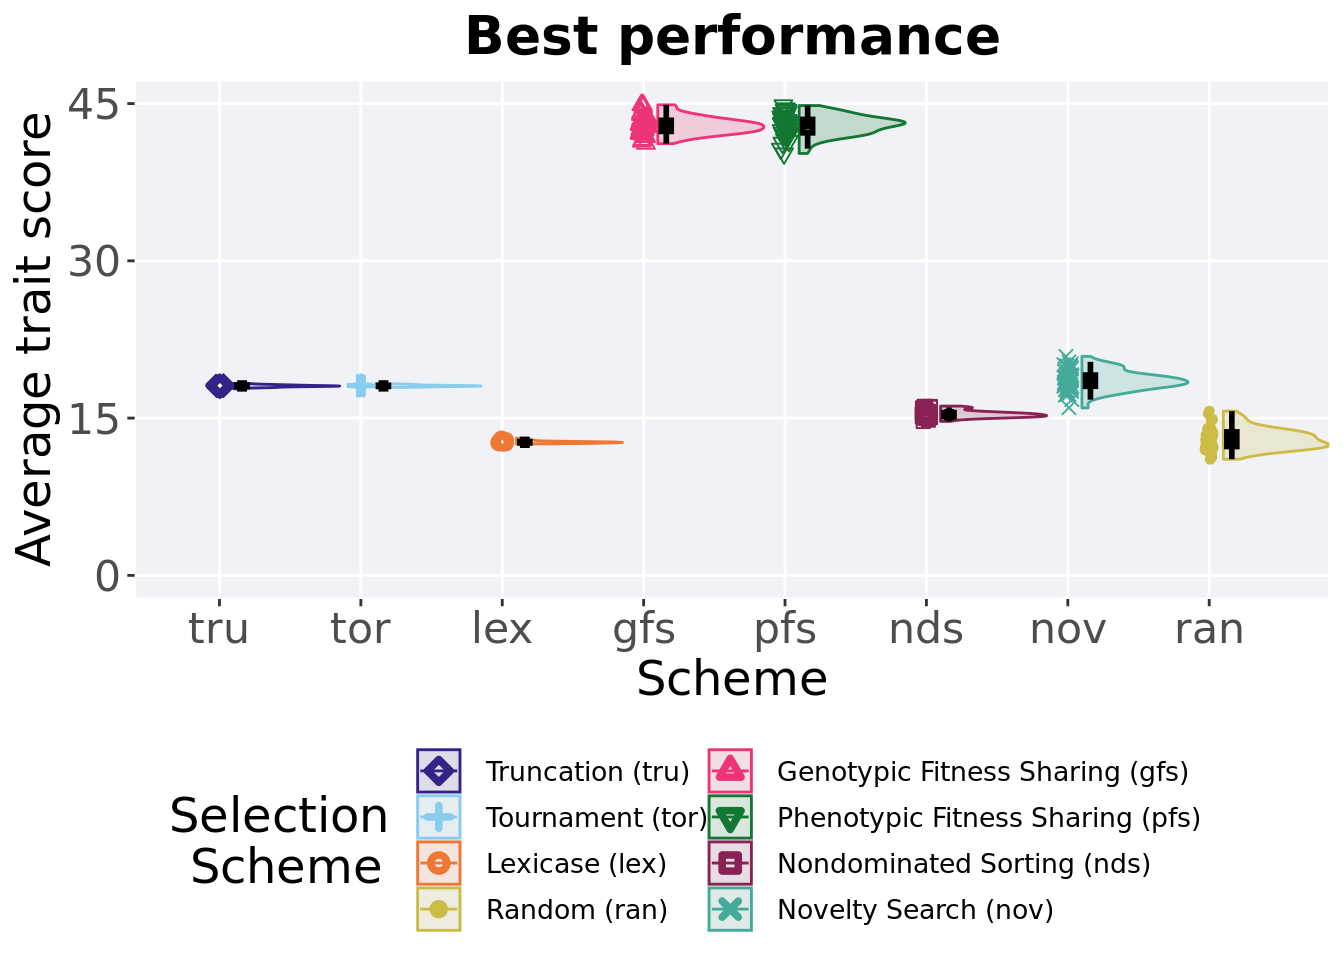 Best performance
Average trait score
45
30
15
0
tru tor lex gfs pfs nds nov ran
Scheme
Selection
Scheme
Truncation (tru)
Tournament (tor)
Lexicase (lex)
Random (ran)
Genotypic Fitness Sharing (gfs)
Phenotypic Fitness Sharing (pfs)
Nondominated Sorting (nds)
Novelty Search (nov)